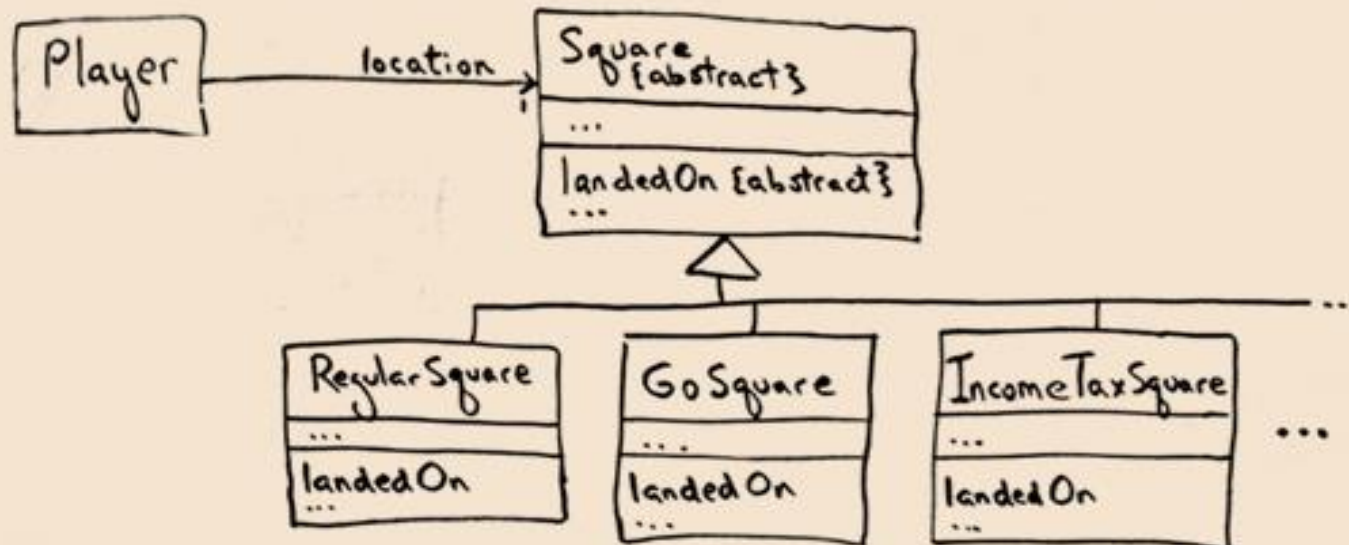 Player
location
1
Square
{abstract}
...
landedOn {abstract}
...
...
RegularSquare
...
landedOn
...
GoSquare
...
landedOn
...
IncomeTaxSquare
...
landedOn
...
...